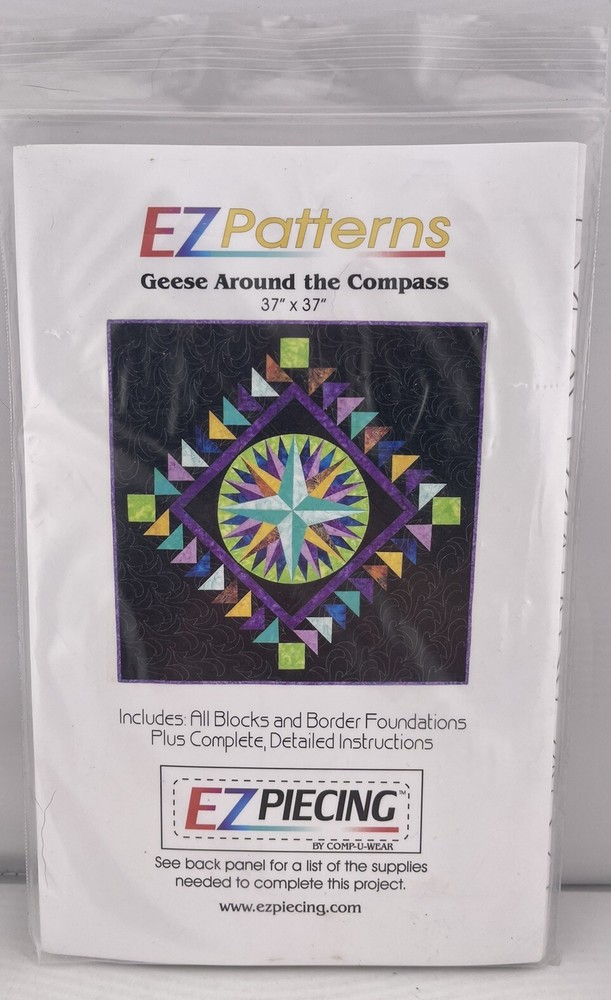 EZ Patterns
Geese Around the Compass
37" x 37"
Includes: All Blocks and Border Foundations
Plus Complete, Detailed Instructions
EZ PIECING™
BY COMP-U-WEAR
See back panel for a list of the supplies
needed to complete this project.
www.ezpiecing.com